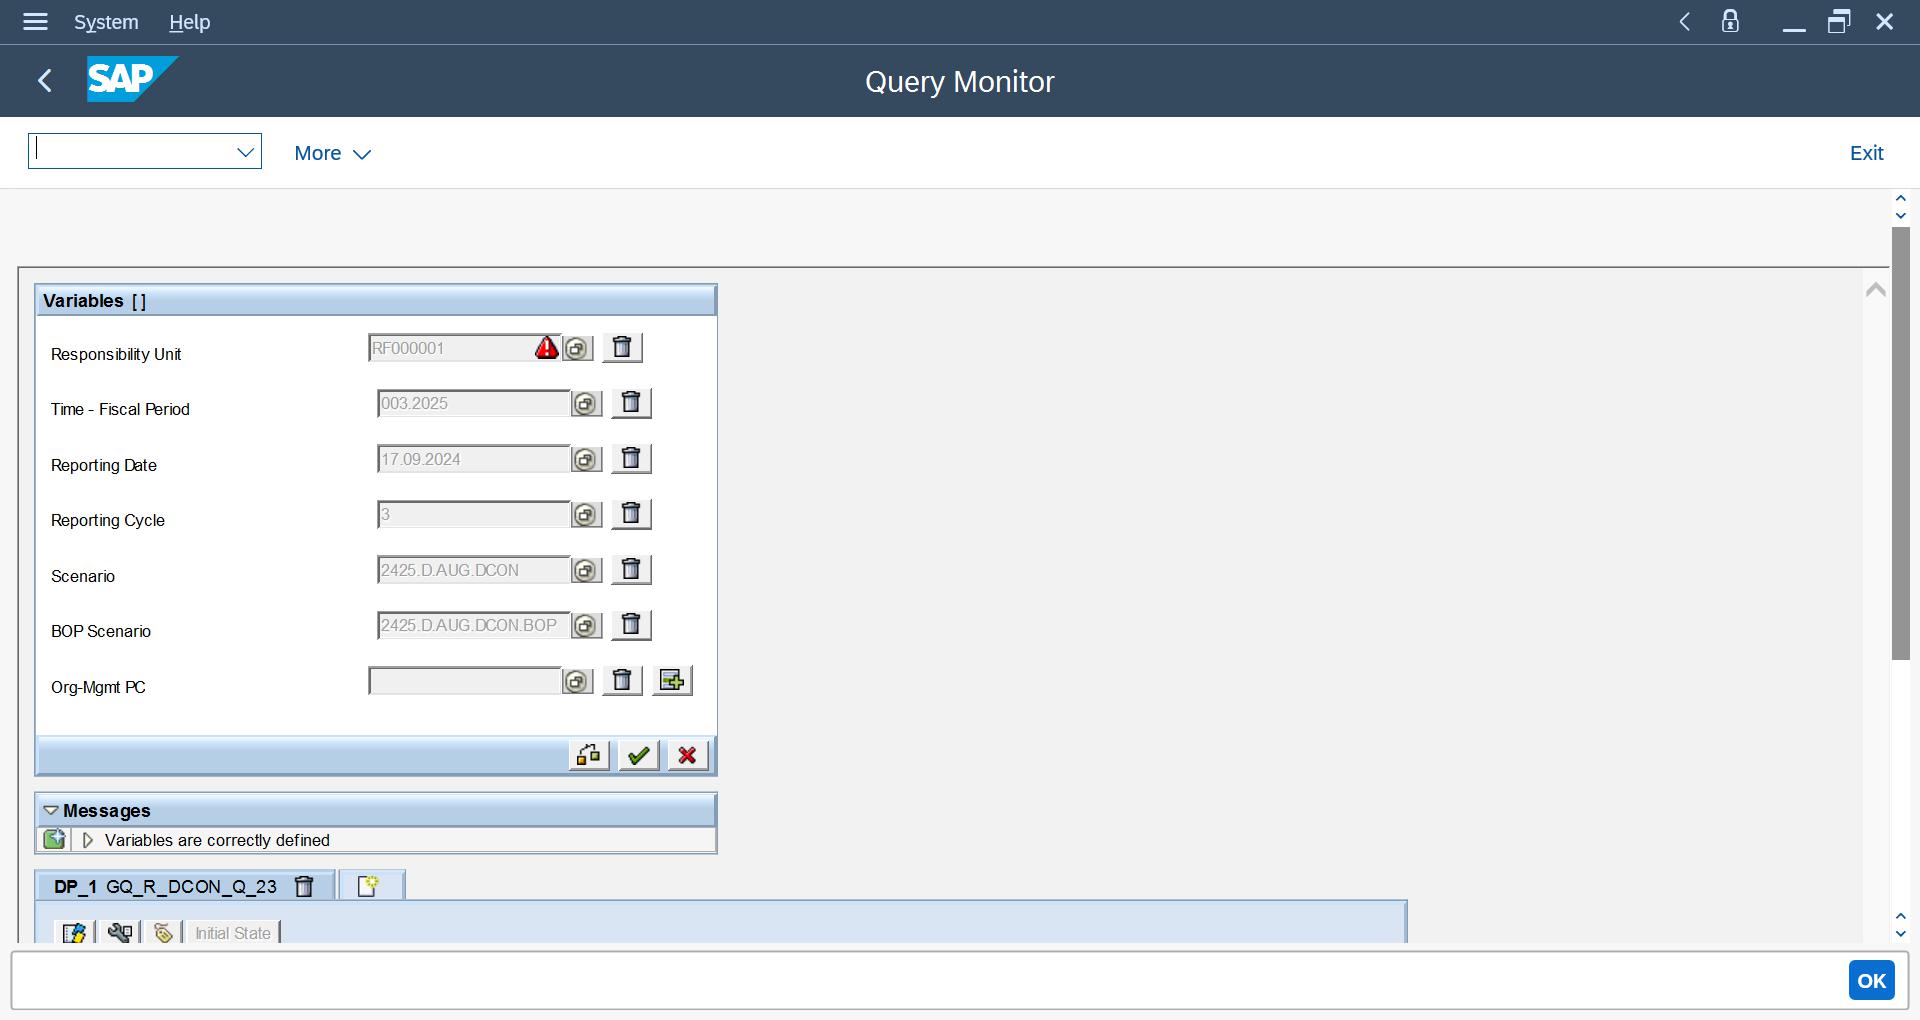 System Help
SAP
Query Monitor
More
Exit
Variables []
Responsibility Unit RF000001
Time - Fiscal Period 003.2025
Reporting Date 17.09.2024
Reporting Cycle 3
Scenario 2425.D.AUG.DCON
BOP Scenario 2425.D.AUG.DCON.BOP
Org-Mgmt PC
Messages
Variables are correctly defined
DP_1 GQ_R_DCON_Q_23
Initial State
OK